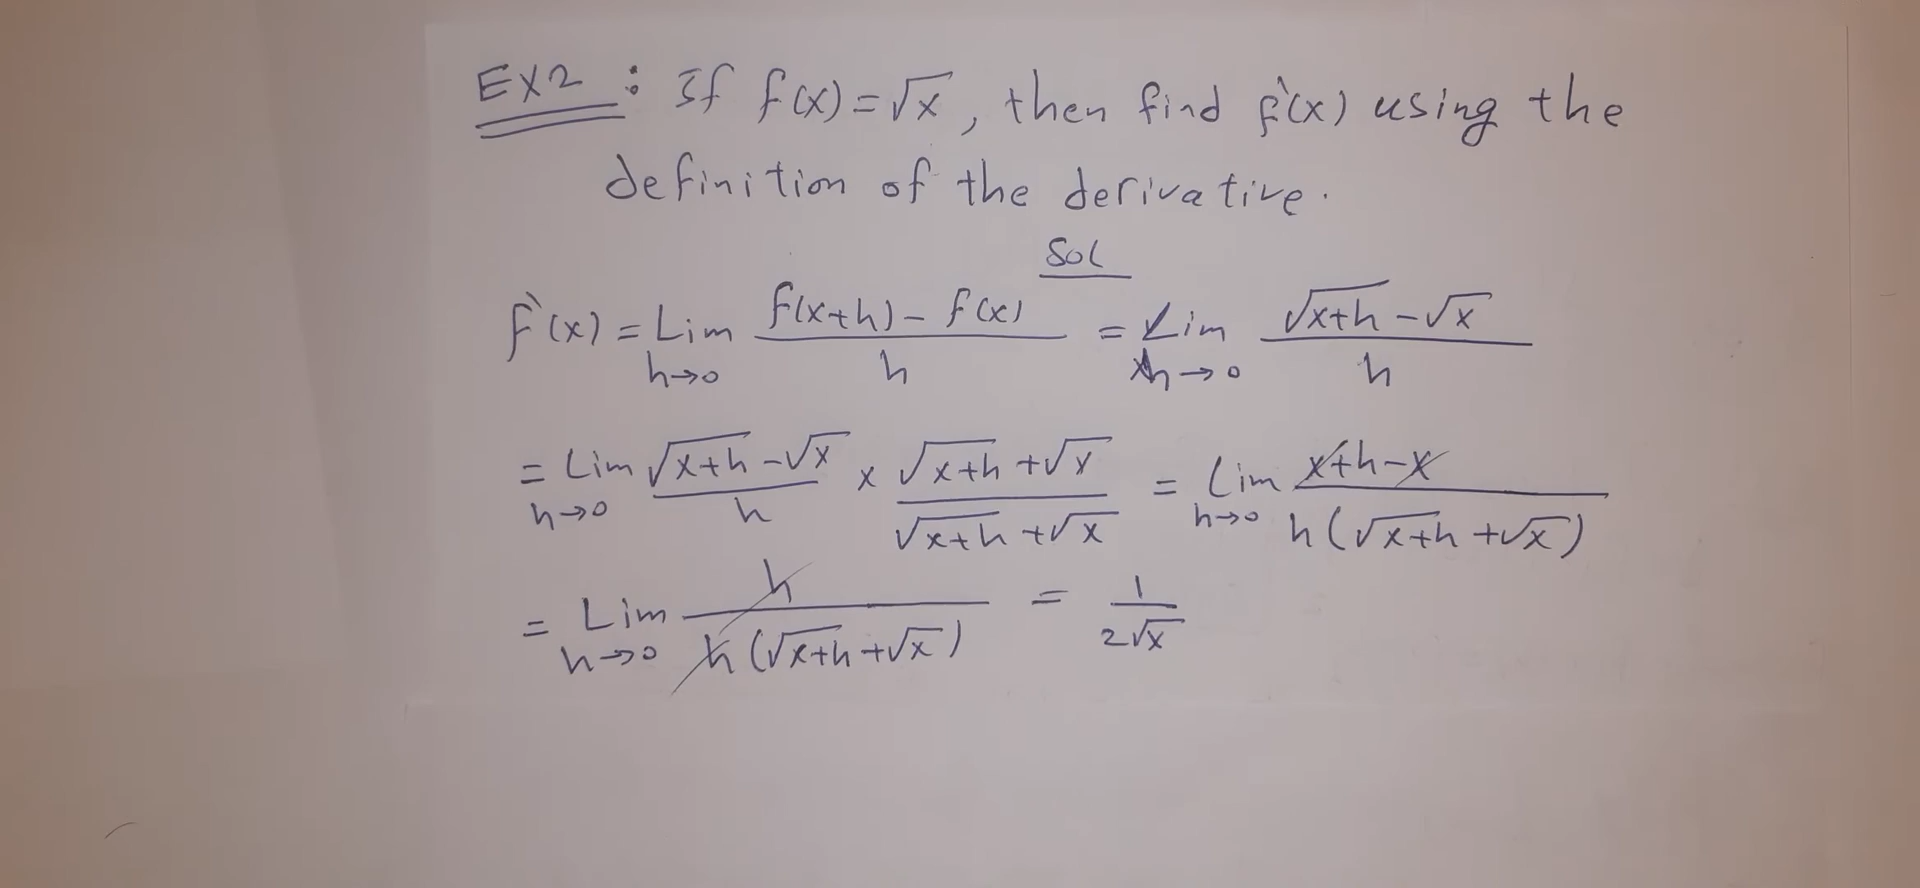 EX2 : If f(x) = √x , then find f`(x) using the
definition of the derivative.
Sol
f`(x) = Lim h→0 (f(x+h) - f(x))/h = Lim h→0 (√(x+h) - √x)/h
= Lim h→0 (√(x+h) - √x)/h × (√(x+h) + √x)/(√(x+h) + √x) = Lim h→0 (x+h-x)/(h(√(x+h) + √x))
= Lim h→0 h/(h(√(x+h) + √x)) = 1/(2√x)